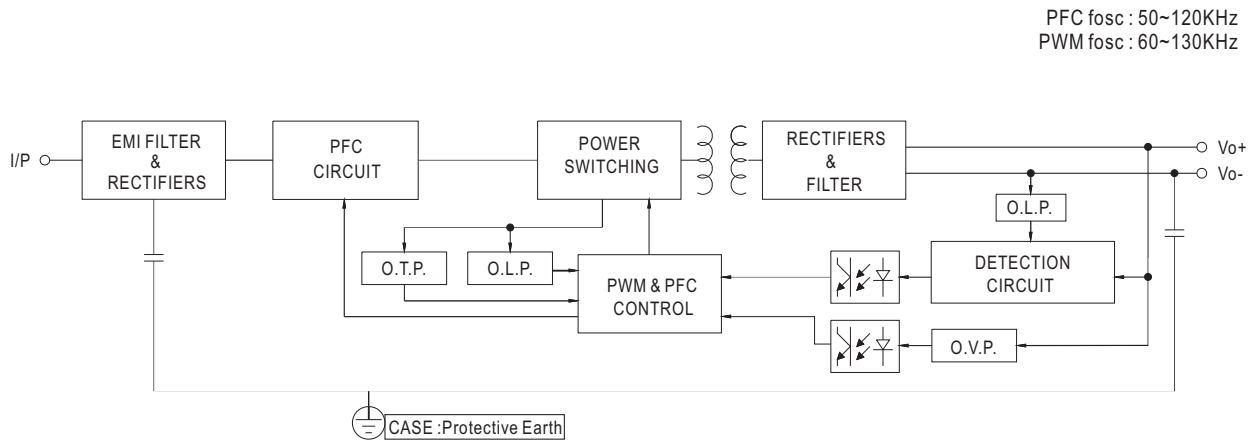 PFC fosc : 50~120KHz
PWM fosc : 60~130KHz
I/P
EMI FILTER
&
RECTIFIERS
PFC
CIRCUIT
POWER
SWITCHING
RECTIFIERS
&
FILTER
Vo+
Vo-
O.L.P.
O.T.P.
O.L.P.
PWM & PFC
CONTROL
DETECTION
CIRCUIT
O.V.P.
CASE :Protective Earth